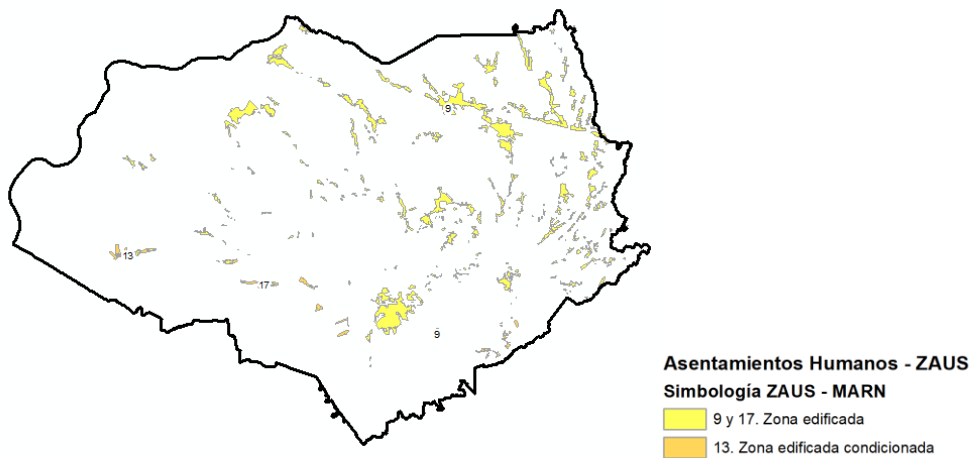 9
13
17
9
Asentamientos Humanos - ZAUS
Simbología ZAUS - MARN
9 y 17. Zona edificada
13. Zona edificada condicionada